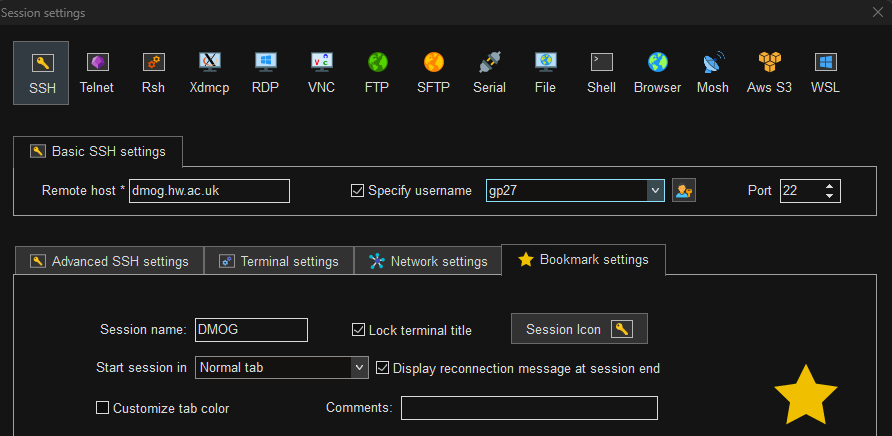 Session settings
SSH Telnet Rsh Xdmcp RDP VNC FTP SFTP Serial File Shell Browser Mosh Aws S3 WSL
Basic SSH settings
Remote host * dmog.hw.ac.uk Specify username gp27 Port 22
Advanced SSH settings Terminal settings Network settings Bookmark settings
Session name: DMOG Lock terminal title Session Icon
Start session in Normal tab Display reconnection message at session end
Customize tab color Comments: